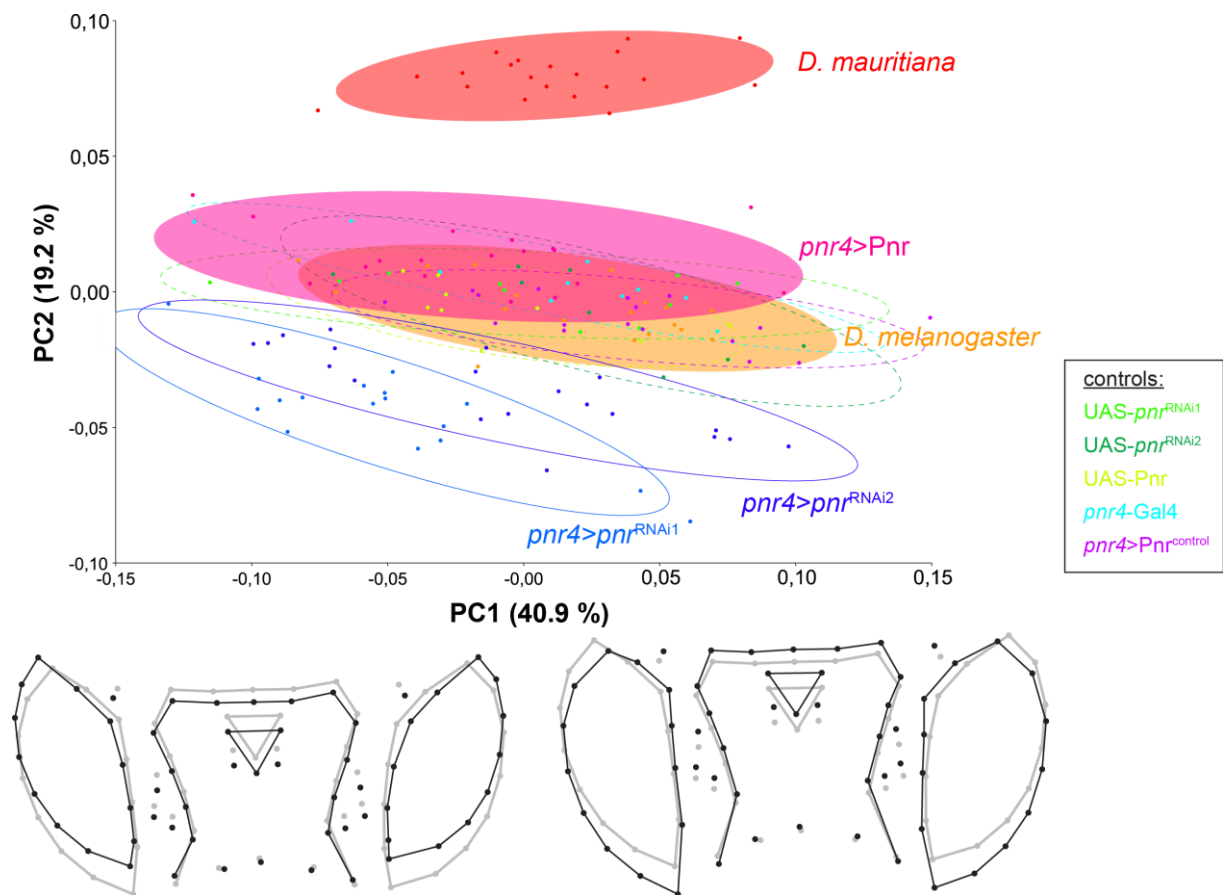 0,10
D. mauritiana
0,05
pnr4>Pnr
0,00
PC2 (19.2 %)
D. melanogaster
controls:
UAS-pnrRNAi1
UAS-pnrRNAi2
UAS-Pnr
pnr4-Gal4
pnr4>Pnrcontrol
-0,05
pnr4>pnrRNAi2
pnr4>pnrRNAi1
-0,10
-0,15 -0,10 -0,05 -0,00 0,05 0,10 0,15
PC1 (40.9 %)